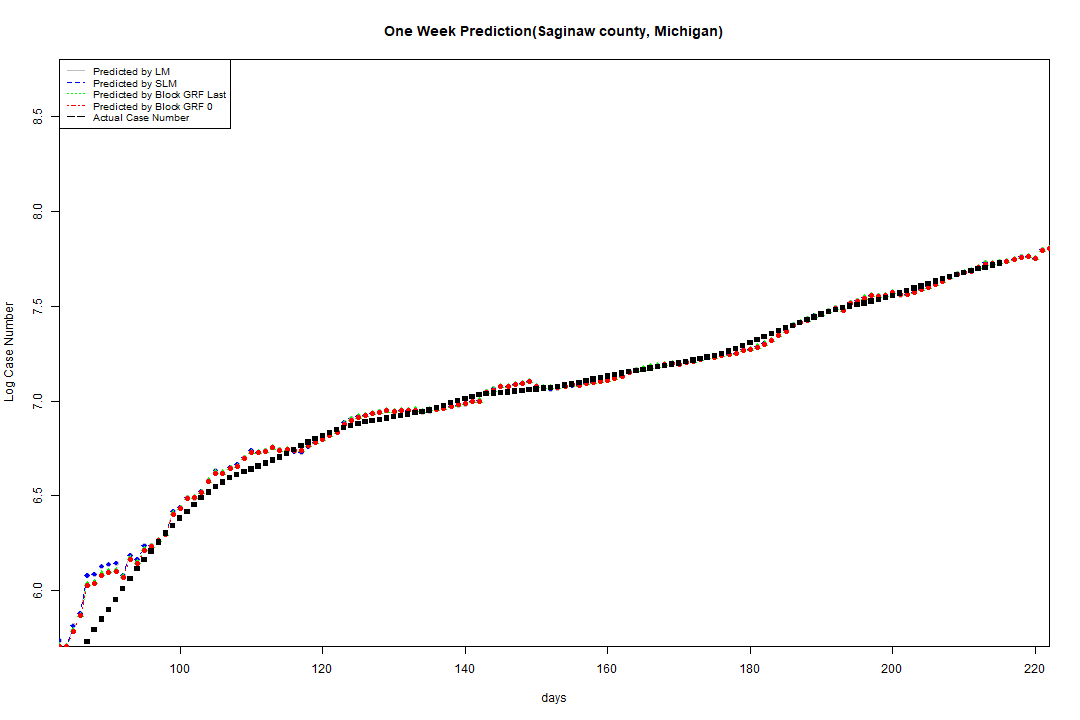 One Week Prediction(Saginaw county, Michigan)
Predicted by LM
Predicted by SLM
Predicted by Block GRF Last
Predicted by Block GRF 0
Actual Case Number
8.5
8.0
7.5
7.0
6.5
6.0
Log Case Number
100 120 140 160 180 200 220
days